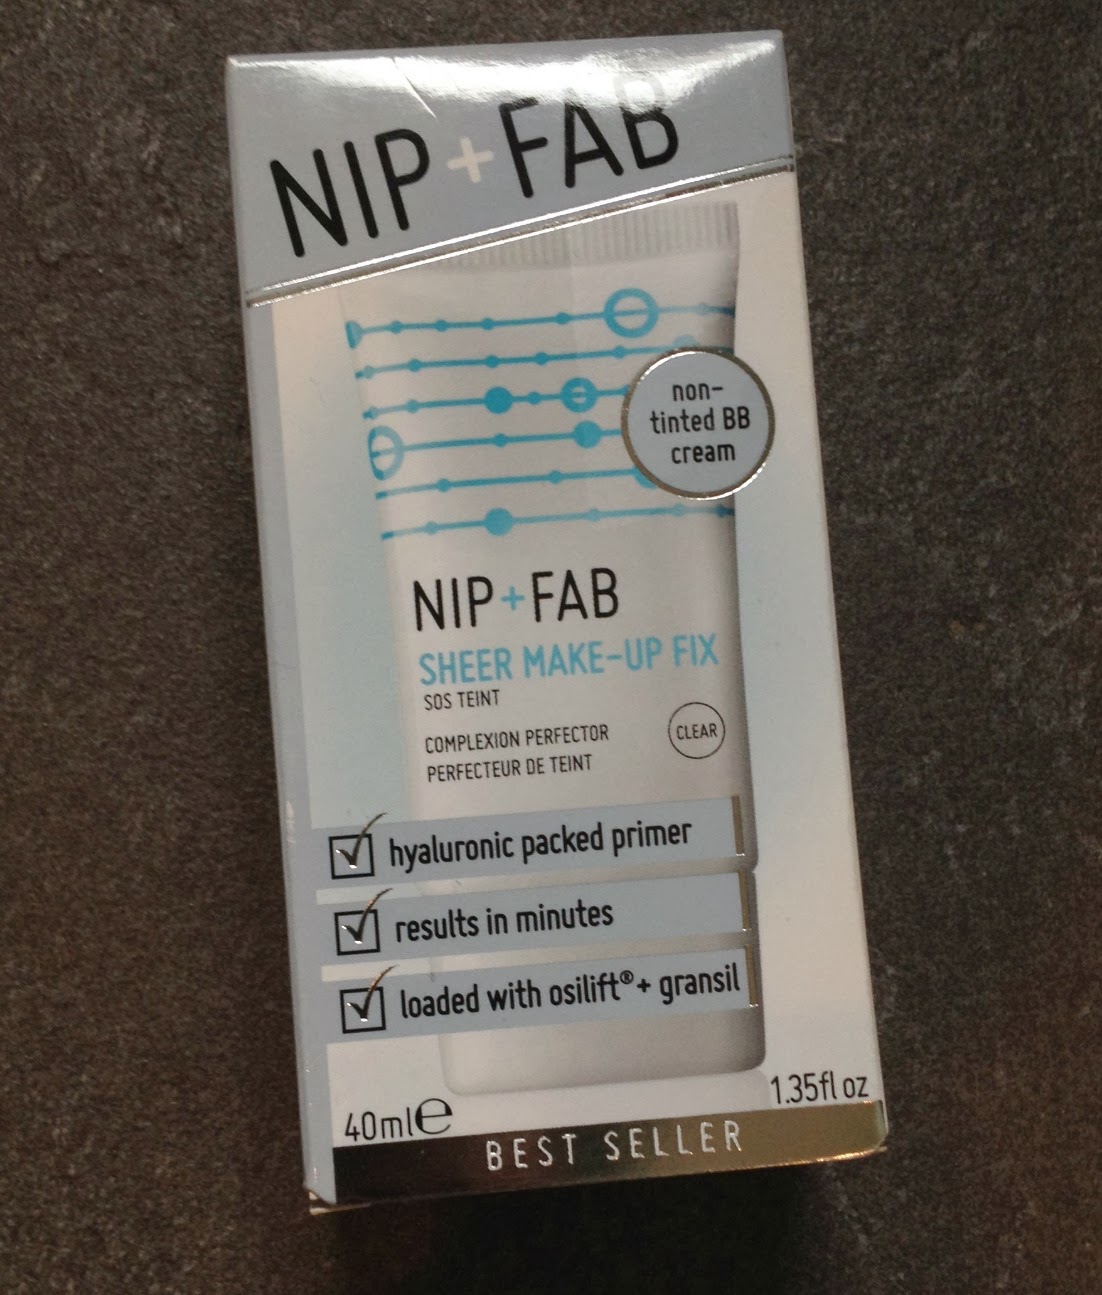 NIP + FAB
non-
tinted BB
cream
NIP+FAB
SHEER MAKE-UP FIX
SOS TEINT
COMPLEXION PERFECTOR
PERFECTEUR DE TEINT
CLEAR
hyaluronic packed primer
results in minutes
loaded with osilift®+ gransil
40ml℮
1.35fl oz
BEST SELLER